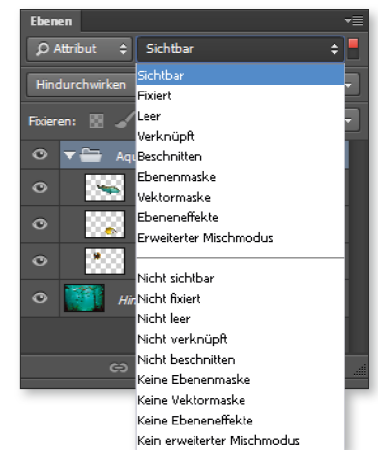 Ebenen
Attribut Sichtbar
Hindurchwirken
Fixieren:
Sichtbar
Fixiert
Leer
Verknüpft
Beschnitten
Ebenenmaske
Vektormaske
Ebeneneffekte
Erweiterter Mischmodus
Nicht sichtbar
Nicht fixiert
Nicht leer
Nicht verknüpft
Nicht beschnitten
Keine Ebenenmaske
Keine Vektormaske
Keine Ebeneneffekte
Kein erweiterter Mischmodus